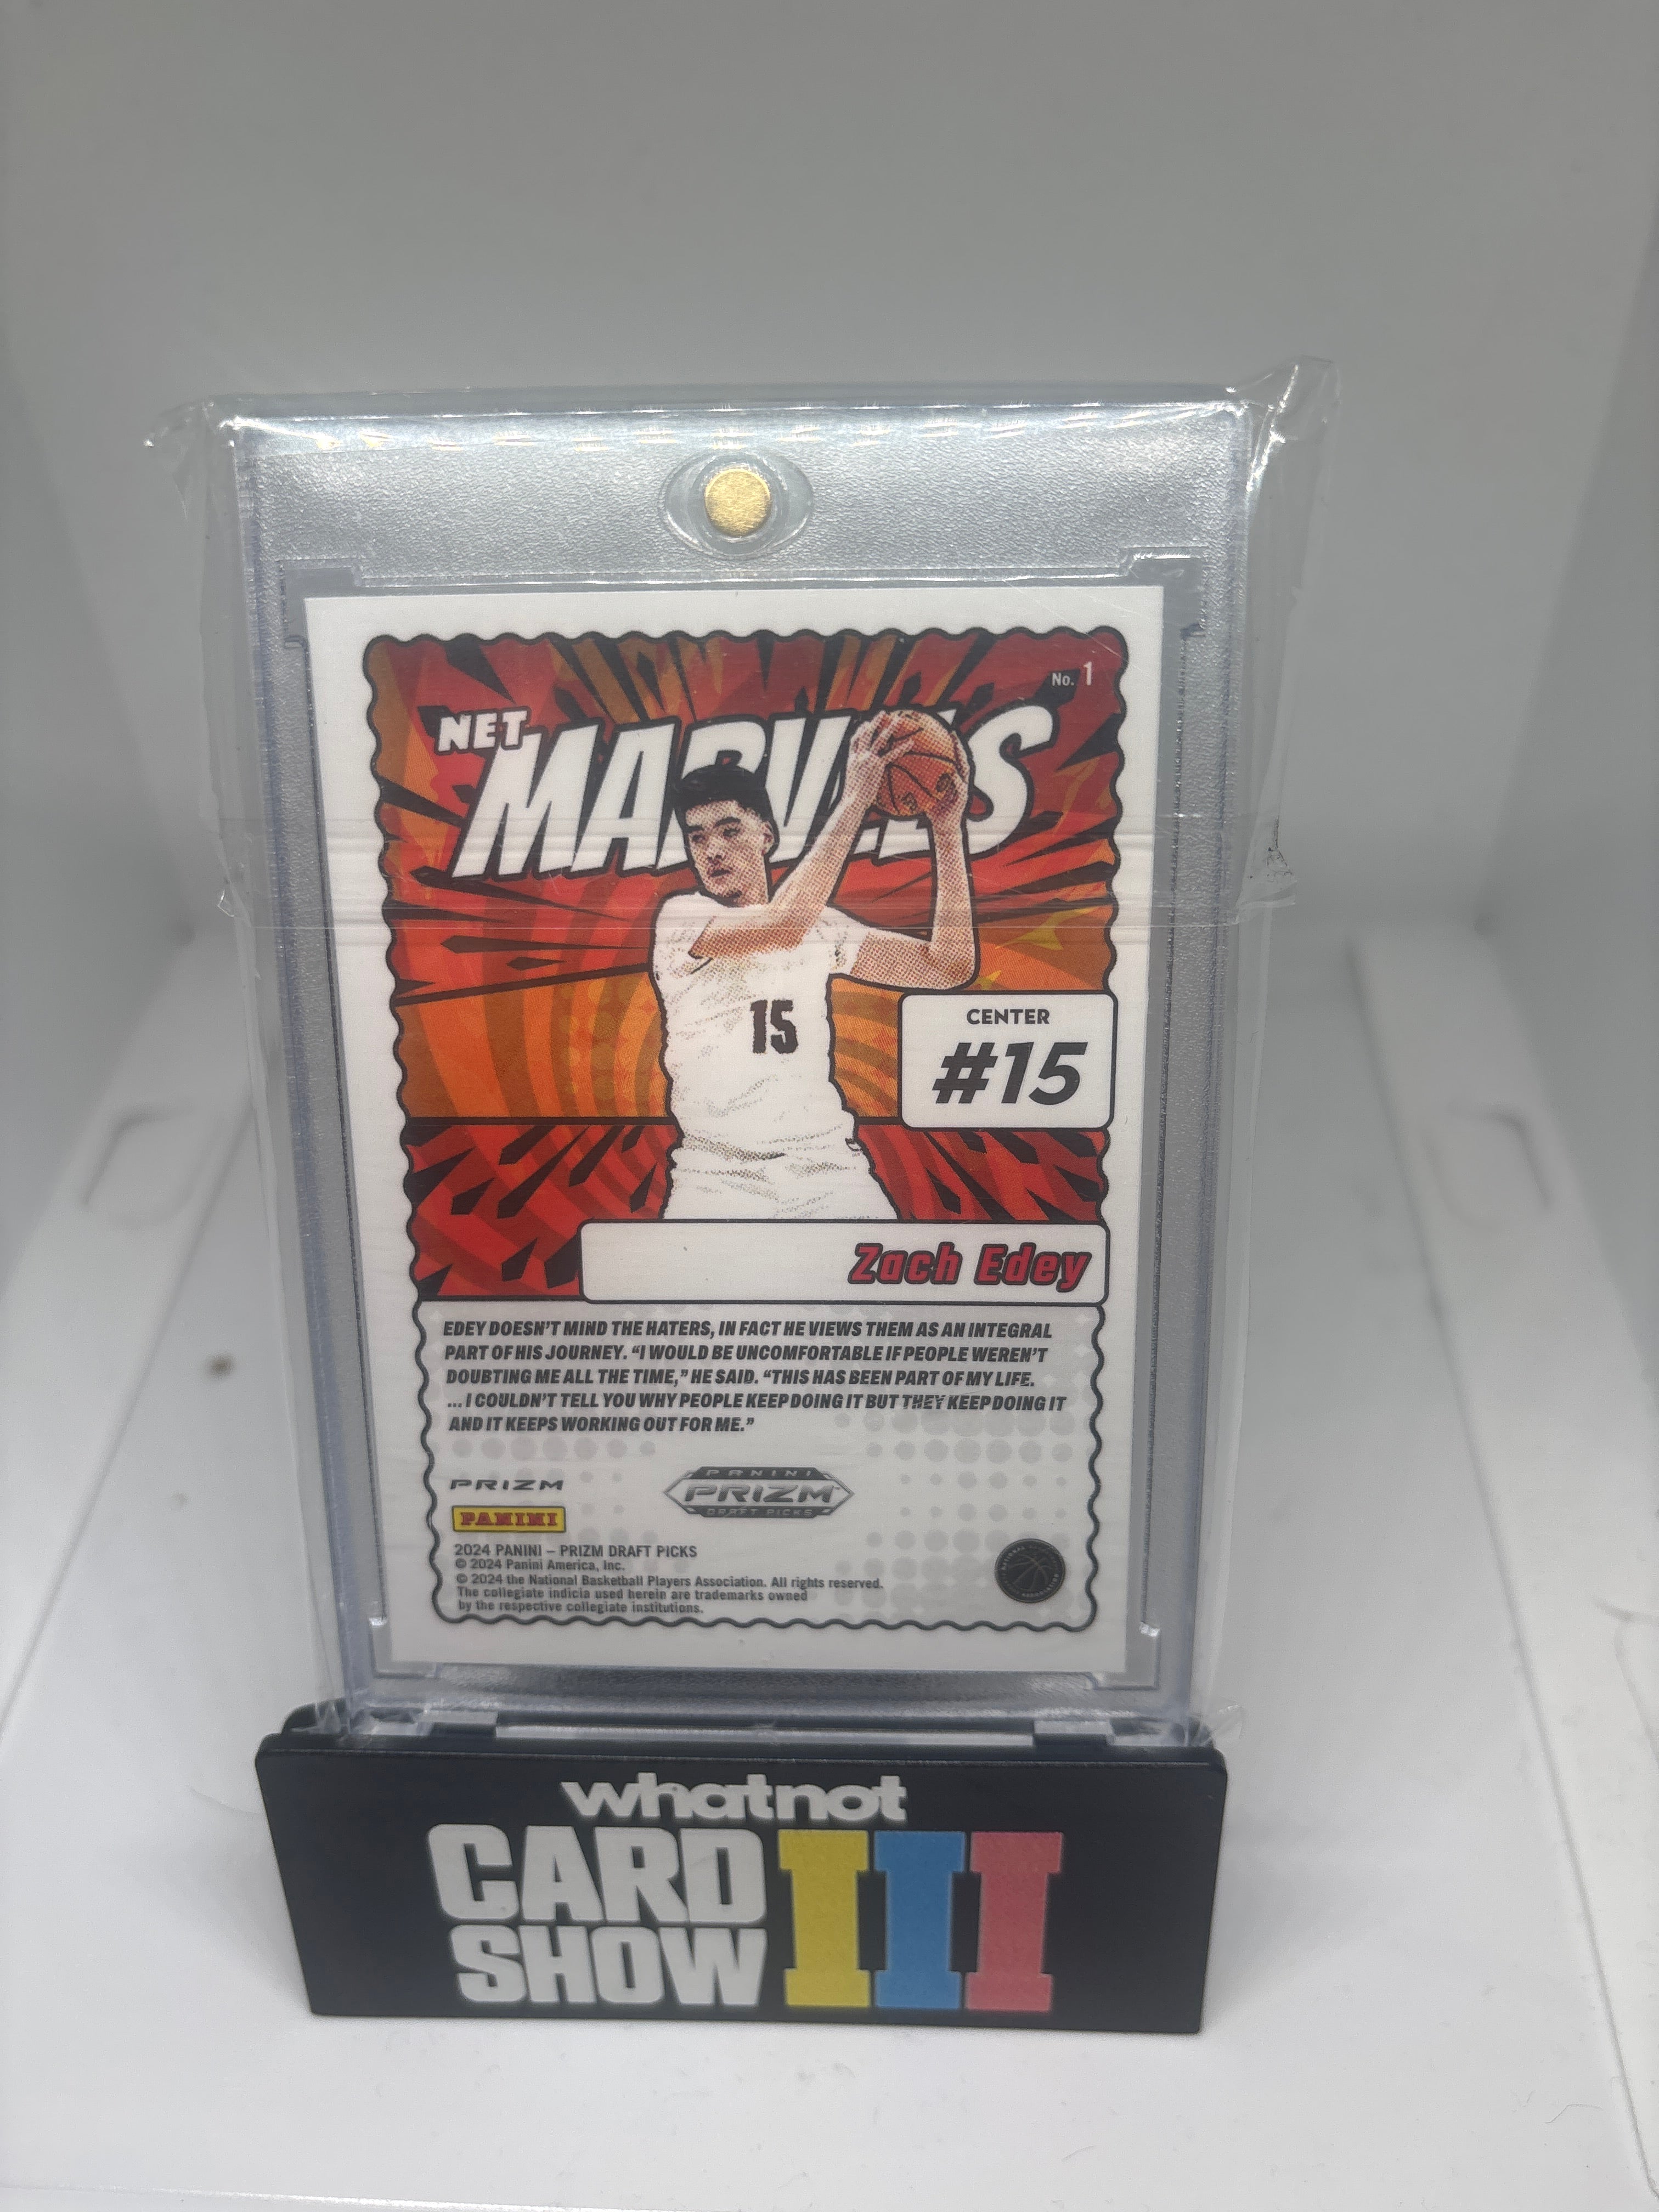 No. 1
NET
MARVELS
15
CENTER
#15
Zach Edey
EDEY DOESN'T MIND THE HATERS, IN FACT HE VIEWS THEM AS AN INTEGRAL
PART OF HIS JOURNEY. “I WOULD BE UNCOMFORTABLE IF PEOPLE WEREN'T
DOUBTING ME ALL THE TIME,” HE SAID. “THIS HAS BEEN PART OF MY LIFE.
... I COULDN'T TELL YOU WHY PEOPLE KEEP DOING IT BUT THEY KEEP DOING IT
AND IT KEEPS WORKING OUT FOR ME.”
PRIZM
PANINI
PRIZM
DRAFT PICKS
PANINI
2024 PANINI – PRIZM DRAFT PICKS
© 2024 Panini America, Inc.
© 2024 the National Basketball Players Association. All rights reserved.
The collegiate indicia used herein are trademarks owned
by the respective collegiate institutions.
whatnot
CARD
SHOW
III